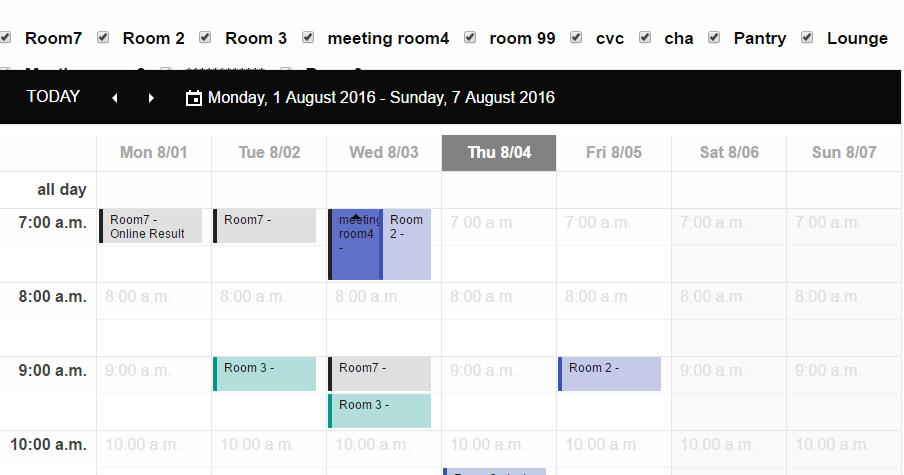 Room7 Room 2 Room 3 meeting room4 room 99 cvc cha Pantry Lounge
TODAY Monday, 1 August 2016 - Sunday, 7 August 2016
Mon 8/01 Tue 8/02 Wed 8/03 Thu 8/04 Fri 8/05 Sat 8/06 Sun 8/07
all day
7:00 a.m. 7:00 a.m. 7:00 a.m. 7:00 a.m. 7:00 a.m.
Room7 -
Online Result
Room7 -
meeting
room4
-
Room
2 -
8:00 a.m. 8:00 a.m. 8:00 a.m. 8:00 a.m. 8:00 a.m. 8:00 a.m. 8:00 a.m. 8:00 a.m.
9:00 a.m. 9:00 a.m. Room 3 - Room7 - 9:00 a.m. Room 2 - 9:00 a.m. 9:00 a.m.
Room 3 -
10:00 a.m. 10:00 a.m. 10:00 a.m. 10:00 a.m. 10:00 a.m. 10:00 a.m. 10:00 a.m. 10:00 a.m.